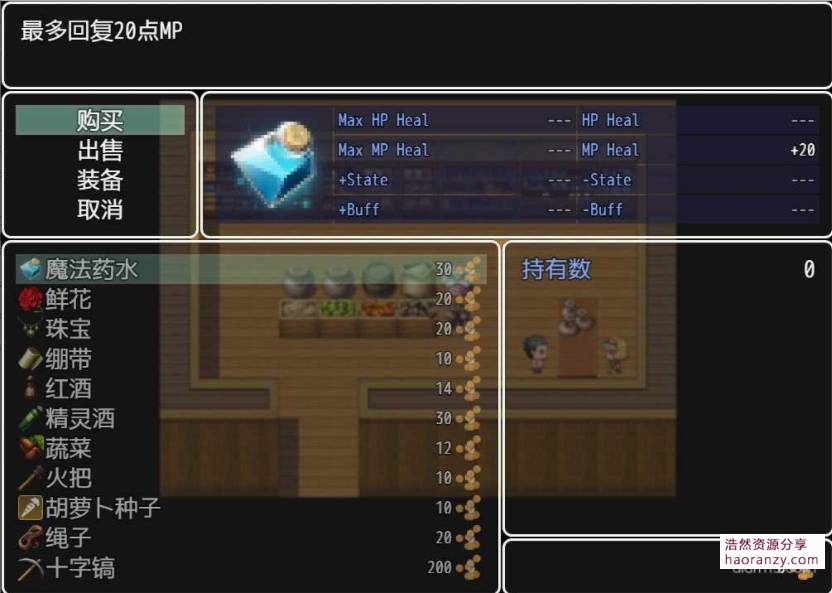 最多回复20点MP
购买
出售
装备
取消
Max HP Heal --- HP Heal ---
Max MP Heal --- MP Heal +20
+State --- -State ---
+Buff --- -Buff ---
魔法药水 30
鲜花 20
珠宝 20
绷带 10
红酒 14
精灵酒 30
蔬菜 12
火把 10
胡萝卜种子 10
绳子 20
十字镐 200
持有数 0
浩然资源分享
haoranzy.com